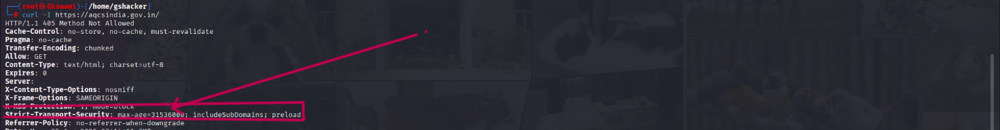 ┌──(root㉿Gkswami)-[/home/gshacker]
└─# curl -I https://aqcsindia.gov.in/
HTTP/1.1 405 Method Not Allowed
Cache-Control: no-store, no-cache, must-revalidate
Pragma: no-cache
Transfer-Encoding: chunked
Allow: GET
Content-Type: text/html; charset=utf-8
Expires: 0
Server:
X-Content-Type-Options: nosniff
X-Frame-Options: SAMEORIGIN
X-XSS-Protection: 1; mode=block
Strict-Transport-Security: max-age=31536000; includeSubDomains; preload
Referrer-Policy: no-referrer-when-downgrade